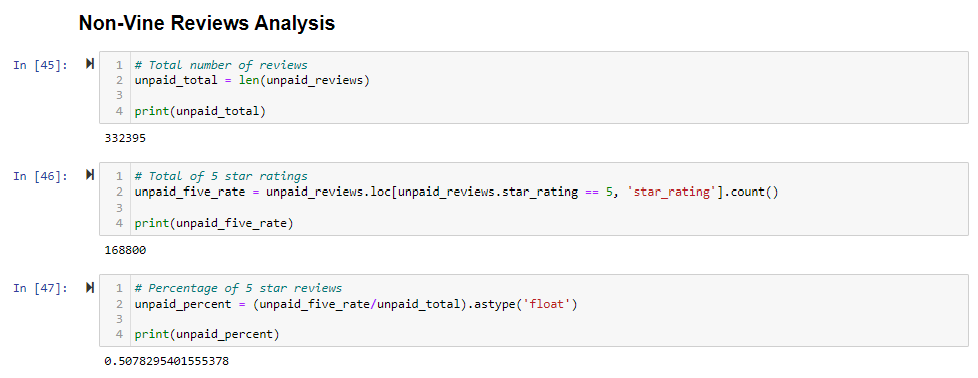 Non-Vine Reviews Analysis
In [45]:
1 # Total number of reviews
2 unpaid_total = len(unpaid_reviews)
3
4 print(unpaid_total)
332395
In [46]:
1 # Total of 5 star ratings
2 unpaid_five_rate = unpaid_reviews.loc[unpaid_reviews.star_rating == 5, 'star_rating'].count()
3
4 print(unpaid_five_rate)
168800
In [47]:
1 # Percentage of 5 star reviews
2 unpaid_percent = (unpaid_five_rate/unpaid_total).astype('float')
3
4 print(unpaid_percent)
0.5078295401555378